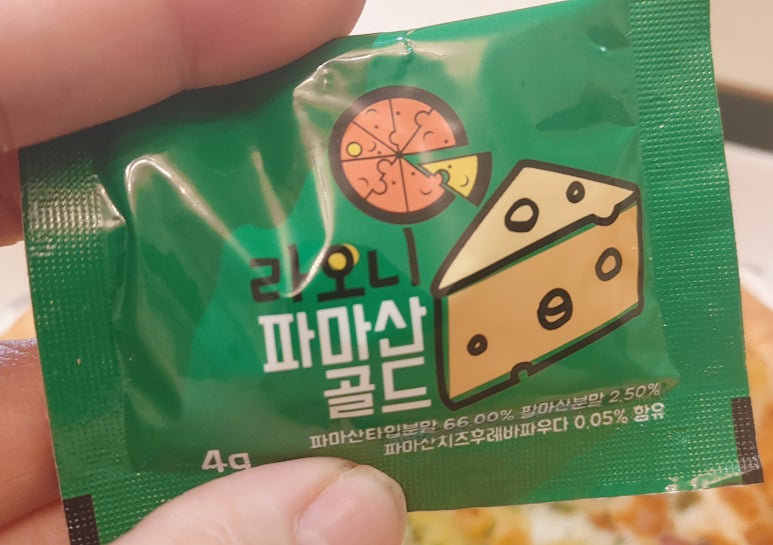 라오니
파마산
골드
4g
파마산타입분말 66.00% 팜마산분말 2.50%
파마산치즈후레바파우다 0.05% 함유